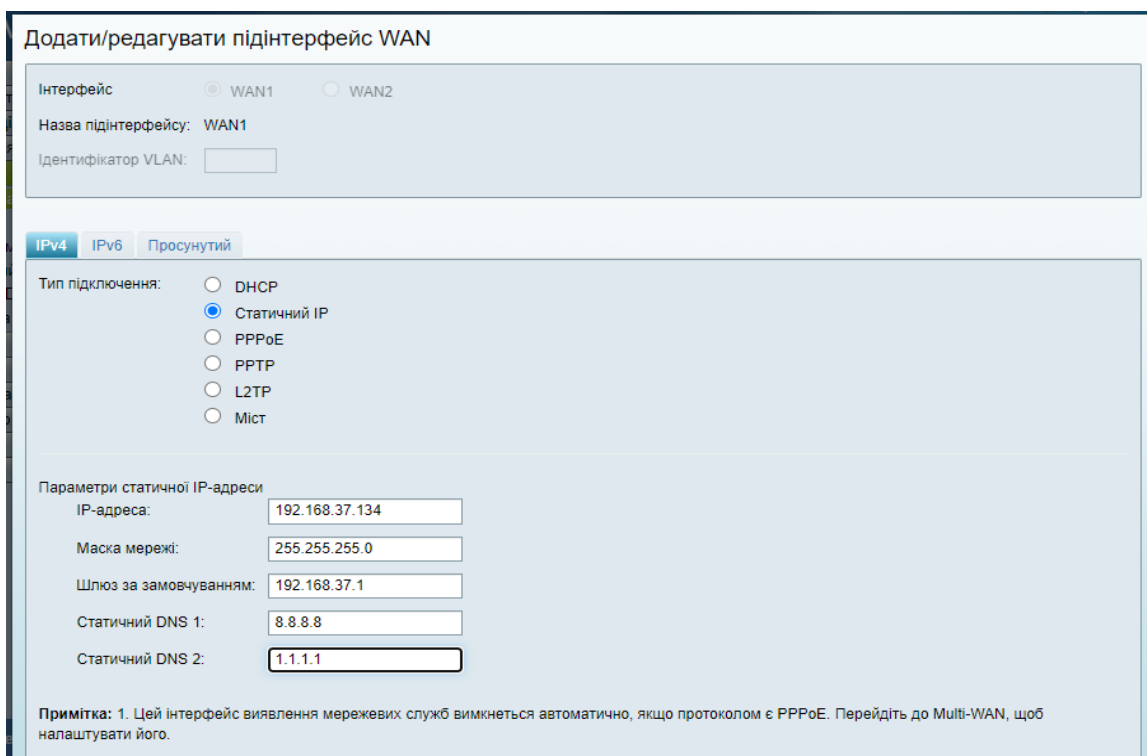 Додати/редагувати підінтерфейс WAN
Інтерфейс WAN1 WAN2
Назва підінтерфейсу: WAN1
Ідентифікатор VLAN:
IPv4 IPv6 Просунутий
Тип підключення: DHCP
Статичний IP
PPPoE
PPTP
L2TP
Міст
Параметри статичної IP-адреси
IP-адреса: 192.168.37.134
Маска мережі: 255.255.255.0
Шлюз за замовчуванням: 192.168.37.1
Статичний DNS 1: 8.8.8.8
Статичний DNS 2: 1.1.1.1
Примітка: 1. Цей інтерфейс виявлення мережевих служб вимкнеться автоматично, якщо протоколом є PPPoE. Перейдіть до Multi-WAN, щоб
налаштувати його.